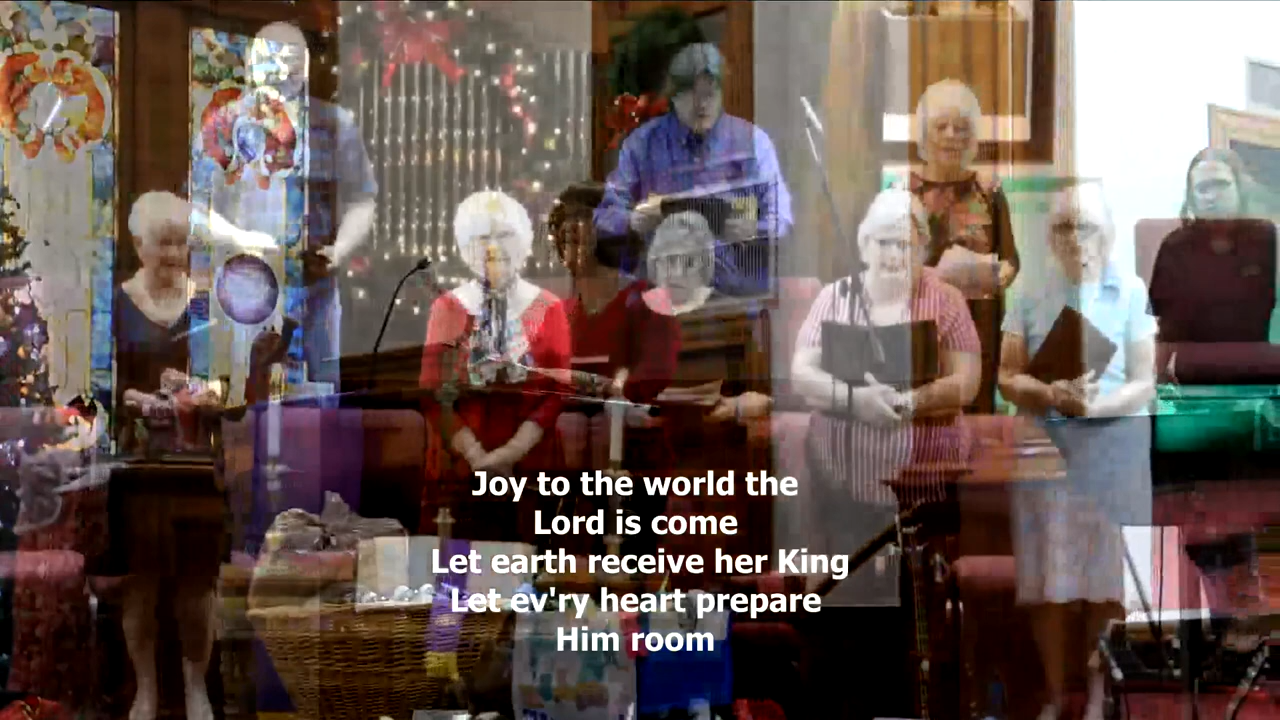 Joy to the world the
Lord is come
Let earth receive her King
Let ev'ry heart prepare
Him room